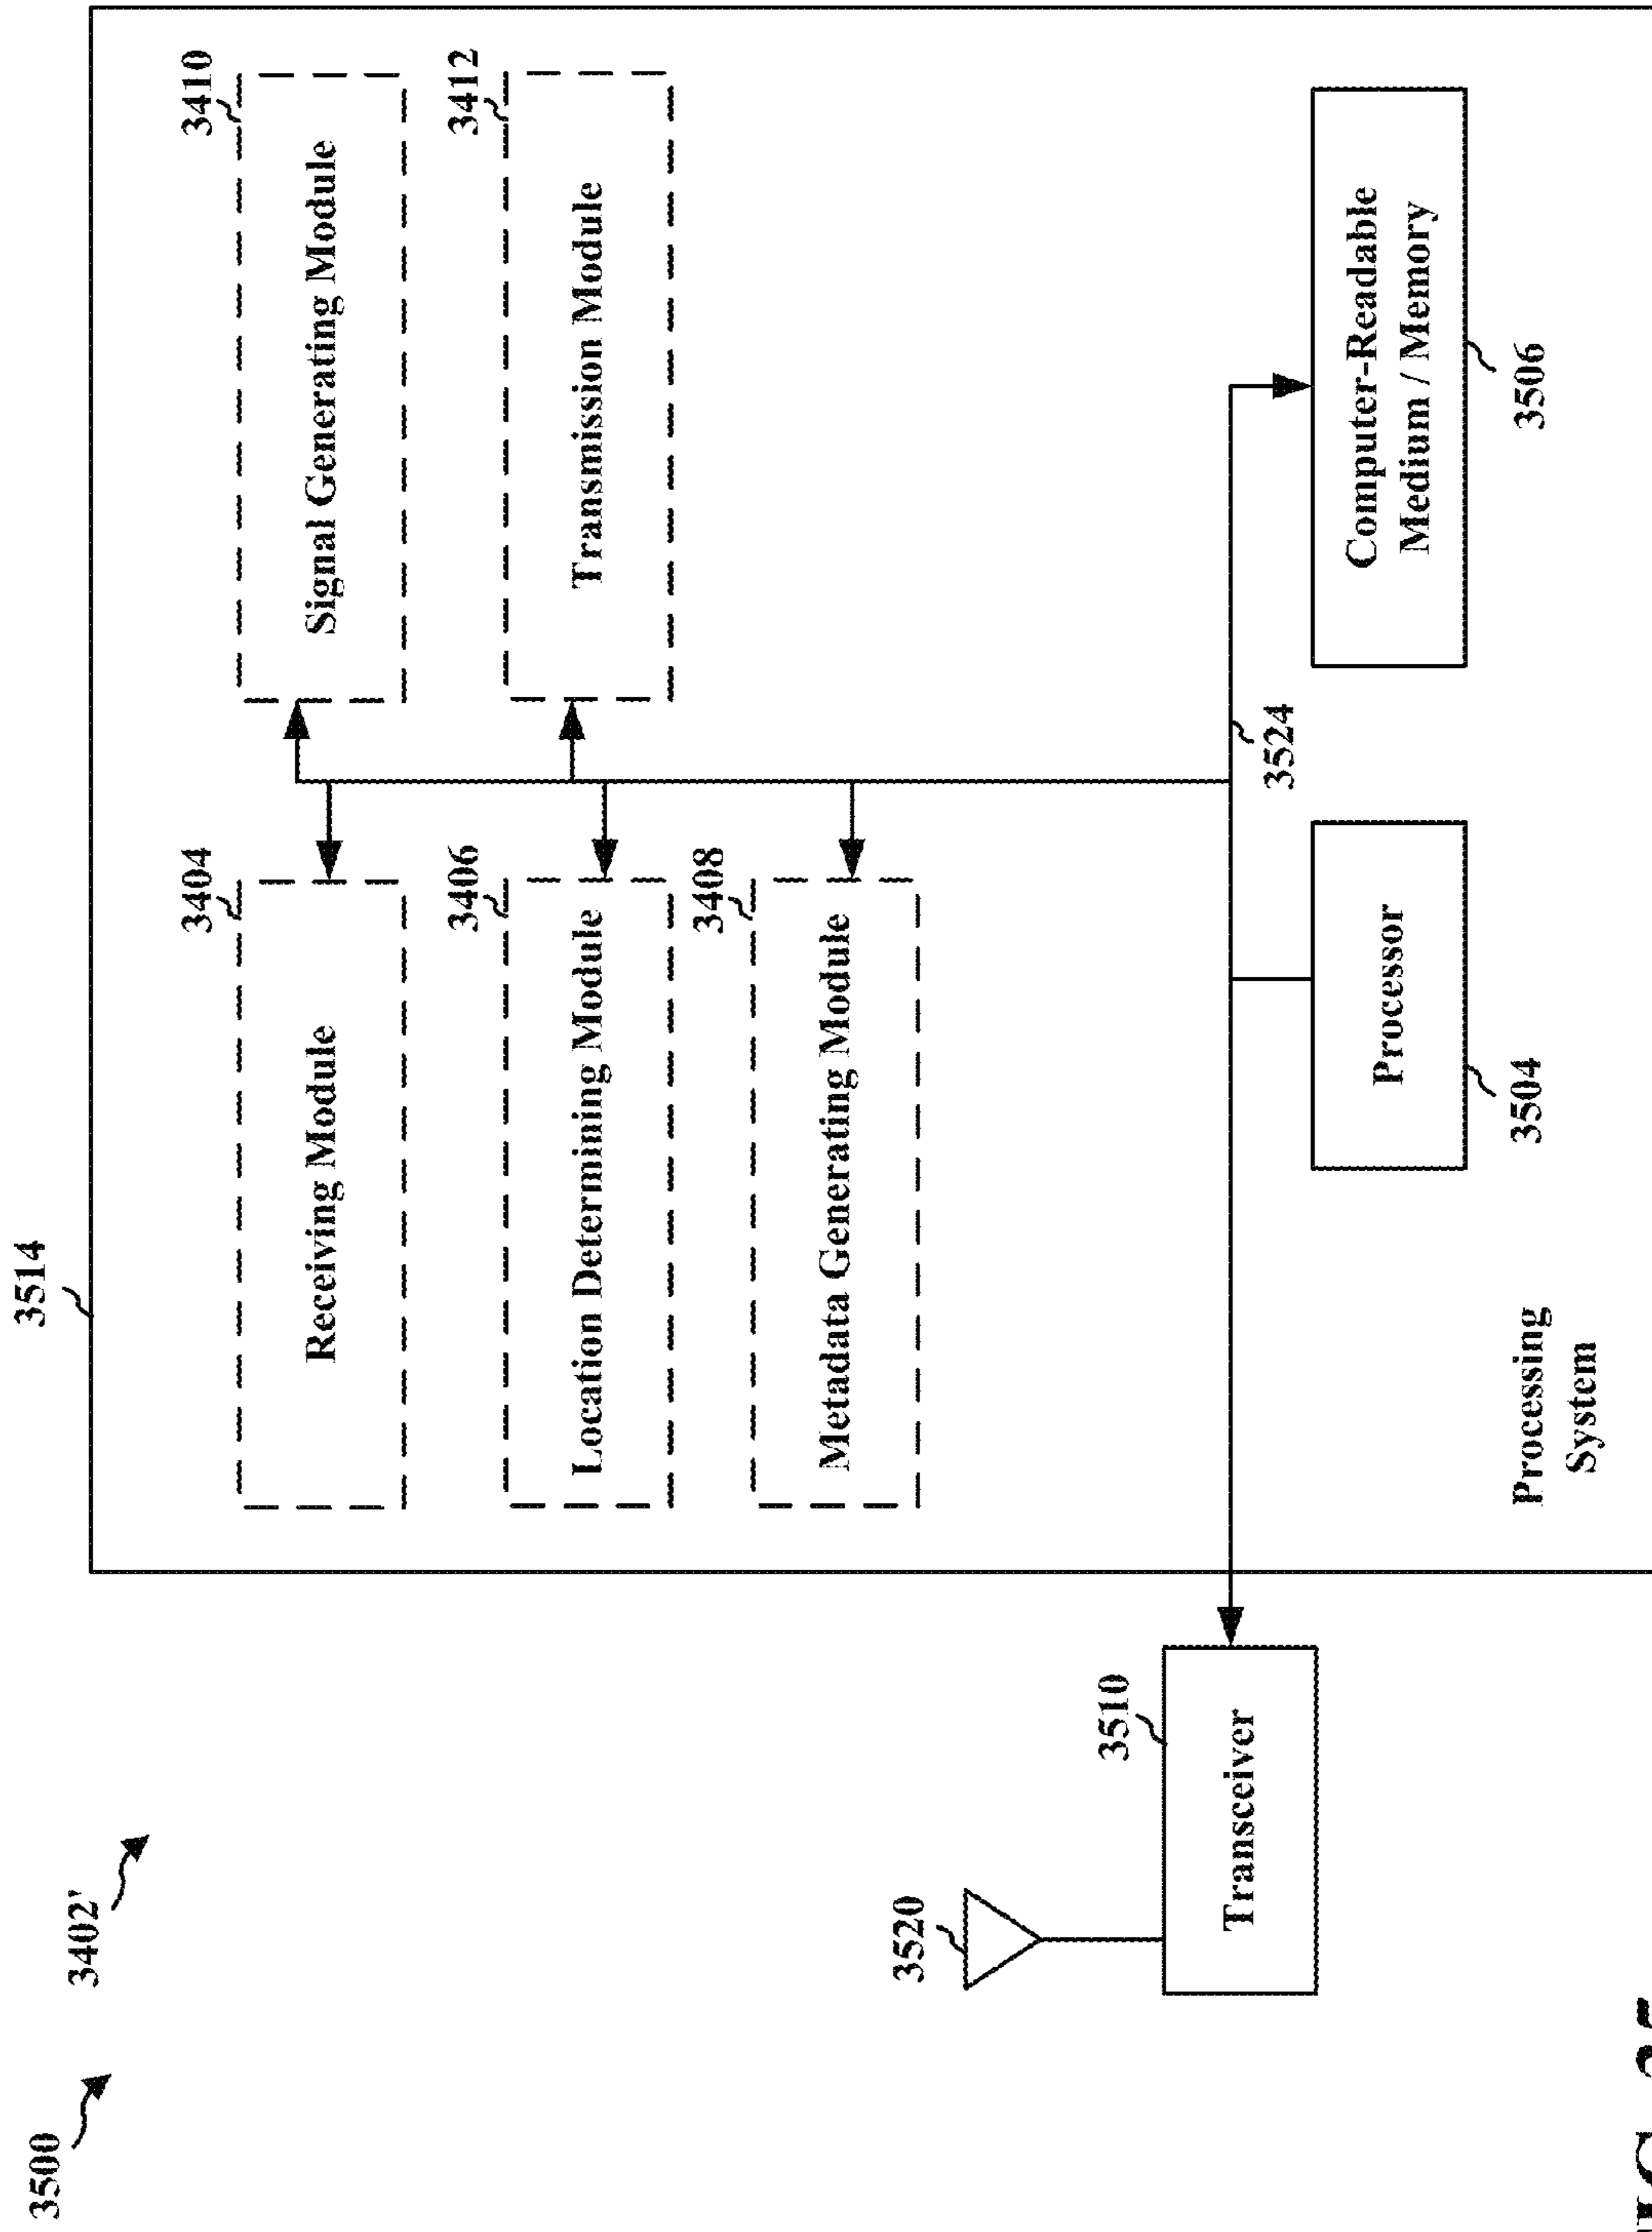 3500
3402'
3514
3404
Receiving Module
3410
Signal Generating Module
3406
Location Determining Module
3412
Transmission Module
3408
Metadata Generating Module
3520
3510
Transceiver
3524
Processor
3504
Computer-Readable
Medium / Memory
3506
Processing
System